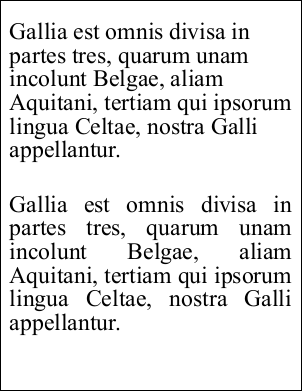 Gallia est omnis divisa in
partes tres, quarum unam
incolunt Belgae, aliam
Aquitani, tertiam qui ipsorum
lingua Celtae, nostra Galli
appellantur.
Gallia est omnis divisa in
partes tres, quarum unam
incolunt Belgae, aliam
Aquitani, tertiam qui ipsorum
lingua Celtae, nostra Galli
appellantur.